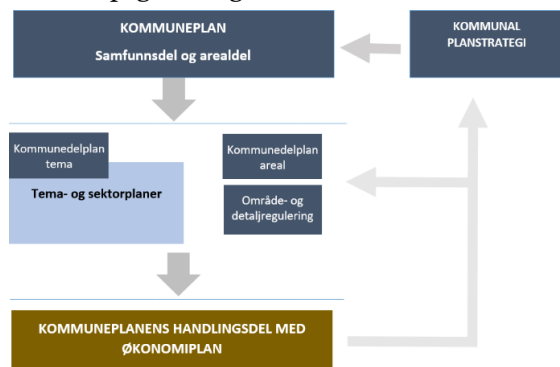 KOMMUNEPLAN
Samfunnsdel og arealdel
KOMMUNAL
PLANSTRATEGI
Kommunedelplan
tema
Tema- og sektorplaner
Kommunedelplan
areal
Område- og
detaljregulering
KOMMUNEPLANENS HANDLINGSDEL MED
ØKONOMIPLAN